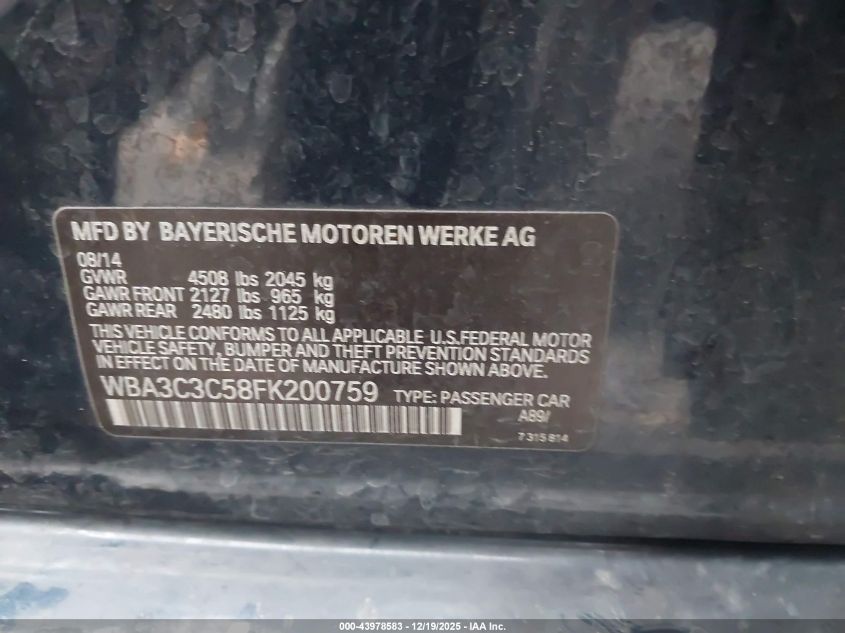 MFD BY BAYERISCHE MOTOREN WERKE AG
08/14
GVWR 4508 lbs 2045 kg
GAWR FRONT 2127 lbs 965 kg
GAWR REAR 2480 lbs 1125 kg
THIS VEHICLE CONFORMS TO ALL APPLICABLE U.S.FEDERAL MOTOR
VEHICLE SAFETY, BUMPER AND THEFT PREVENTION STANDARDS
IN EFFECT ON THE DATE OF MANUFACTURE SHOWN ABOVE.
WBA3C3C58FK200759 TYPE: PASSENGER CAR
A89/
7 315 814
000-43978583 - 12/19/2025 - IAA Inc.